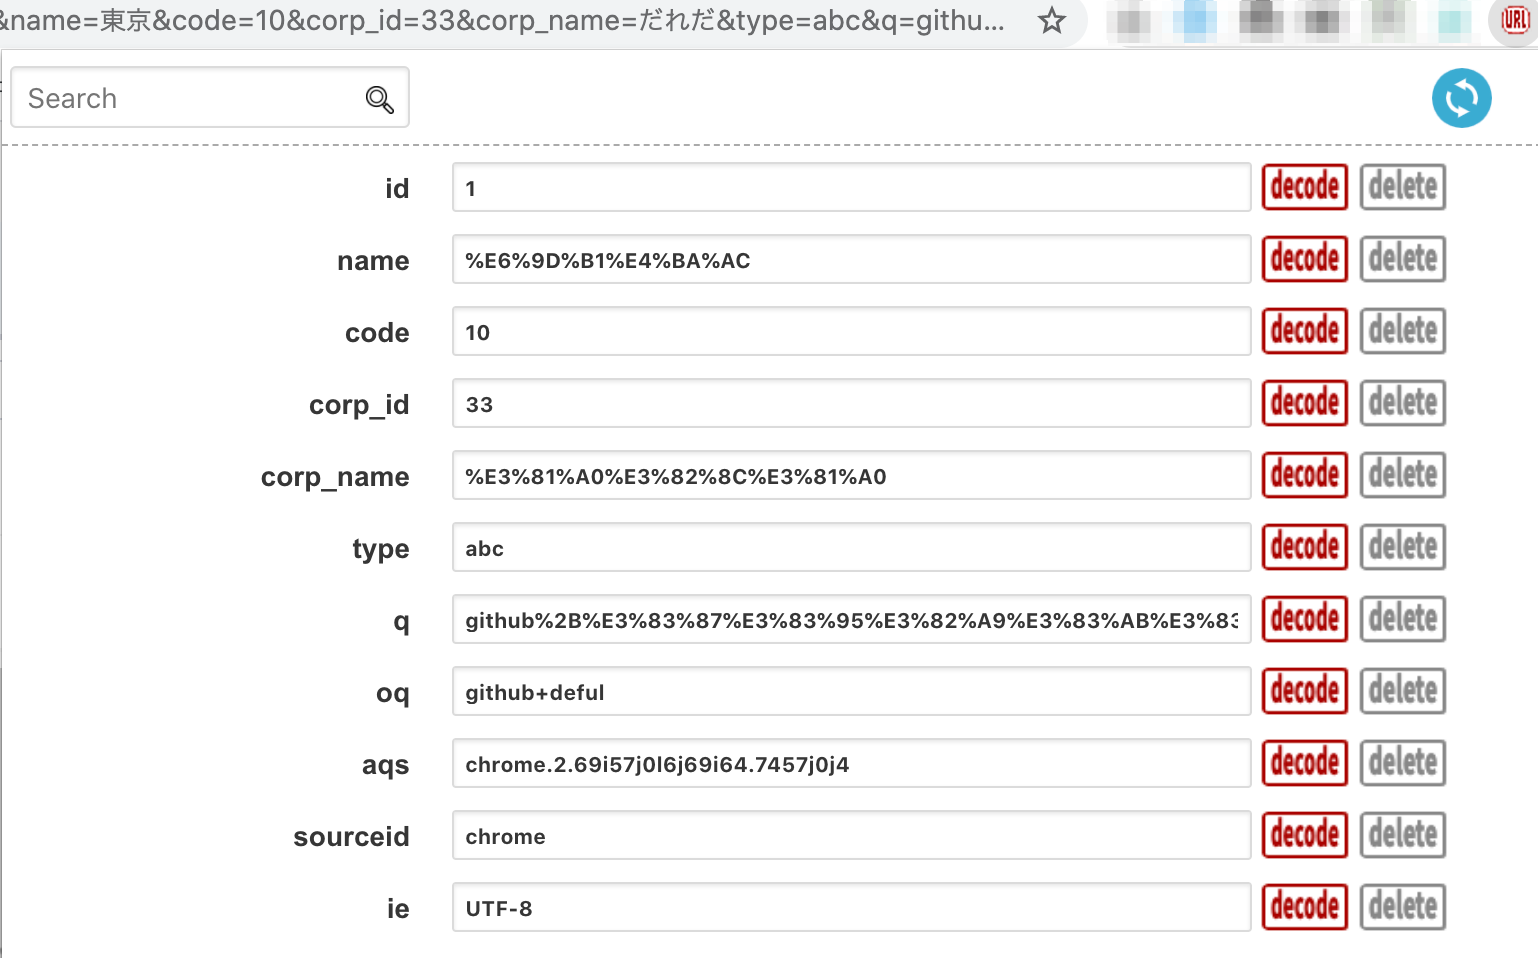 &name=東京&code=10&corp_id=33&corp_name=だれだ&type=abc&q=githu...
URL
Search
id 1 decode delete
name %E6%9D%B1%E4%BA%AC decode delete
code 10 decode delete
corp_id 33 decode delete
corp_name %E3%81%A0%E3%82%8C%E3%81%A0 decode delete
type abc decode delete
q github%2B%E3%83%87%E3%83%95%E3%82%A9%E3%83%AB%E3%83 decode delete
oq github+deful decode delete
aqs chrome.2.69i57j0l6j69i64.7457j0j4 decode delete
sourceid chrome decode delete
ie UTF-8 decode delete